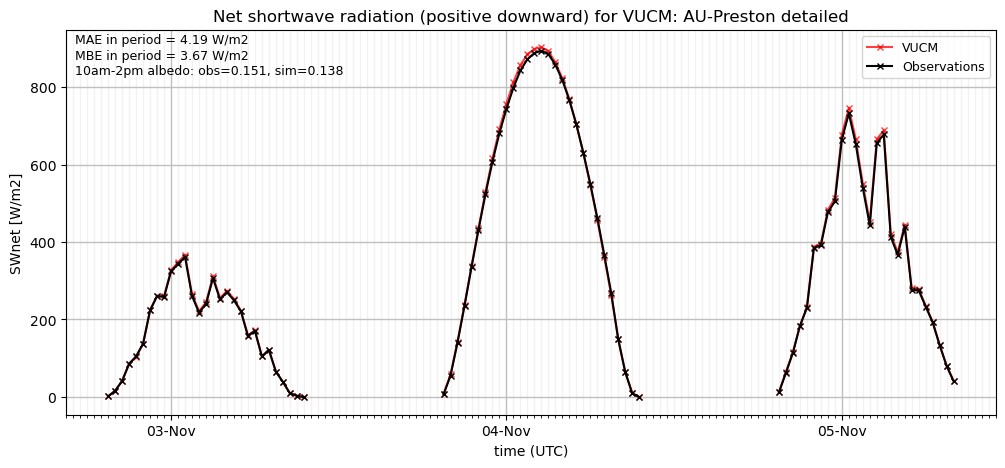 Net shortwave radiation (positive downward) for VUCM: AU-Preston detailed
MAE in period = 4.19 W/m2
MBE in period = 3.67 W/m2
10am-2pm albedo: obs=0.151, sim=0.138
VUCM
Observations
SWnet [W/m2]
800
600
400
200
0
03-Nov
04-Nov
05-Nov
time (UTC)